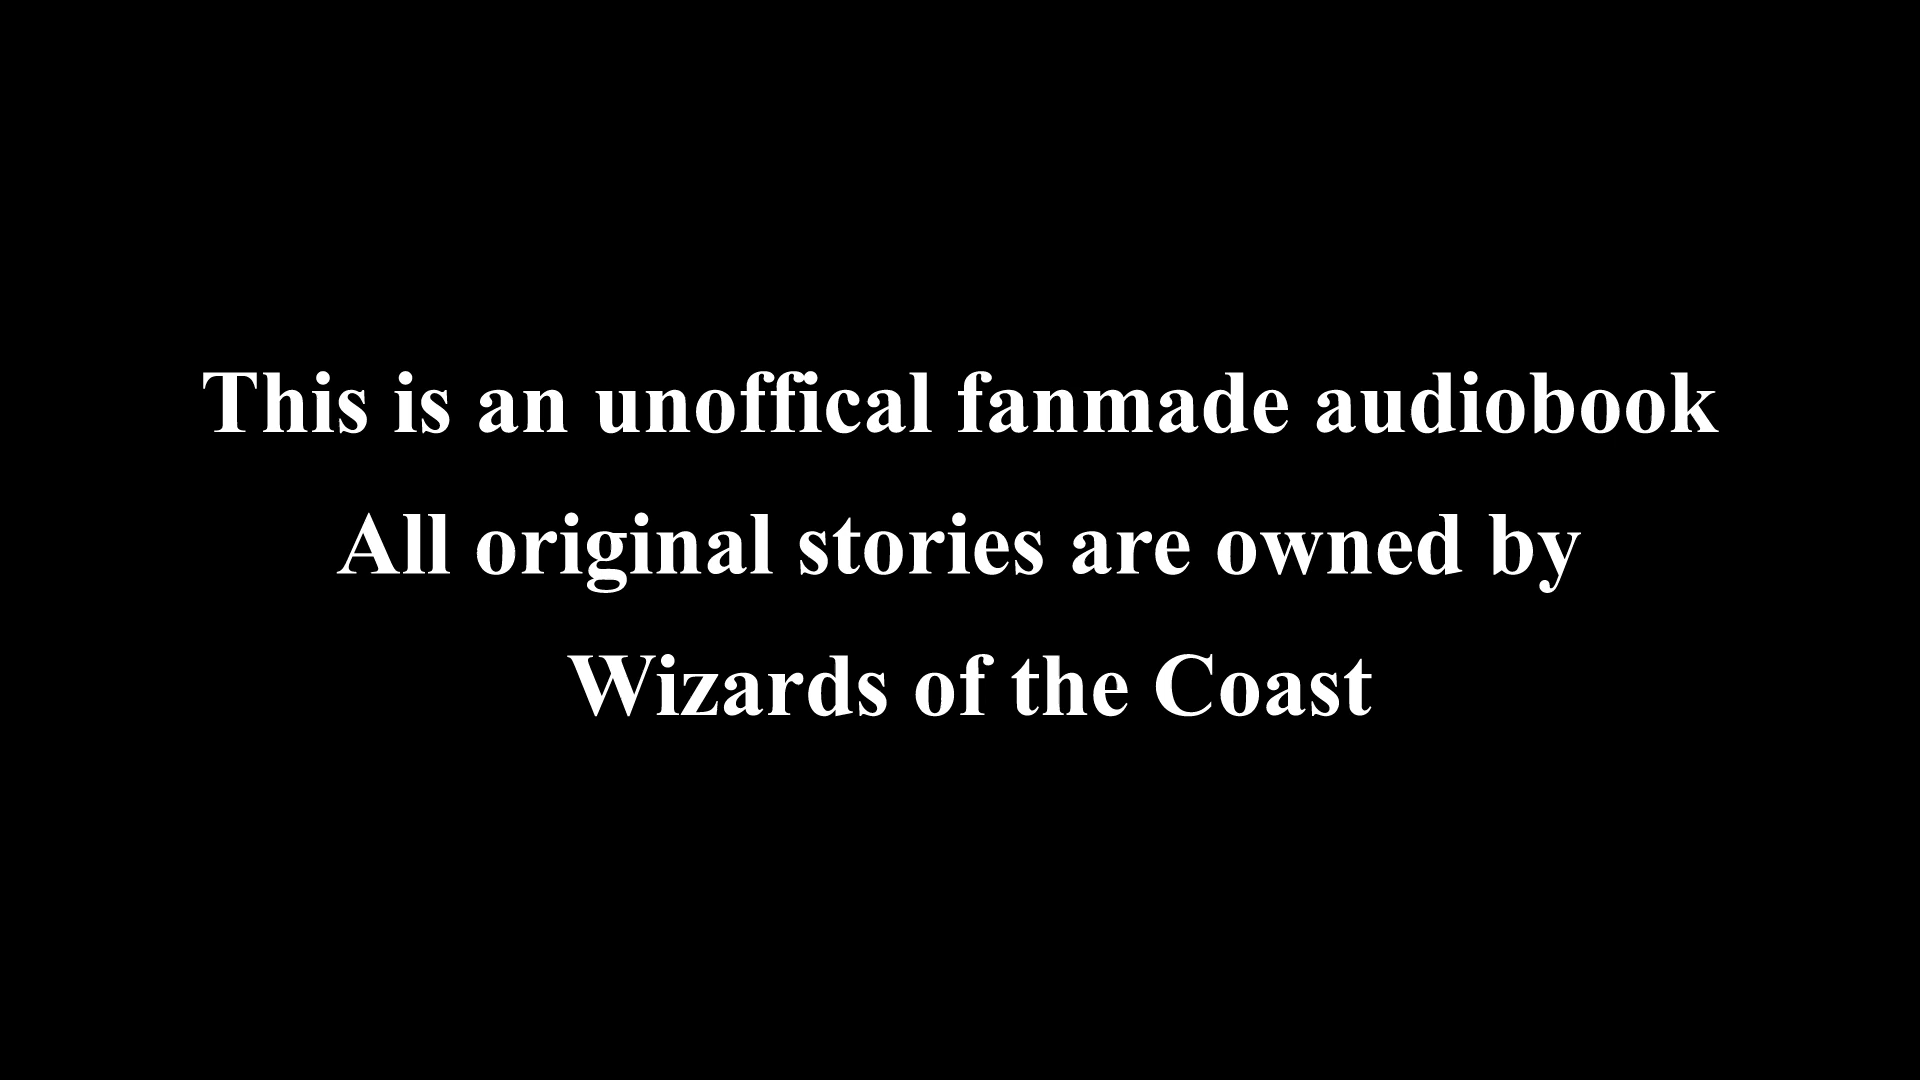 This is an unoffical fanmade audiobook
All original stories are owned by
Wizards of the Coast